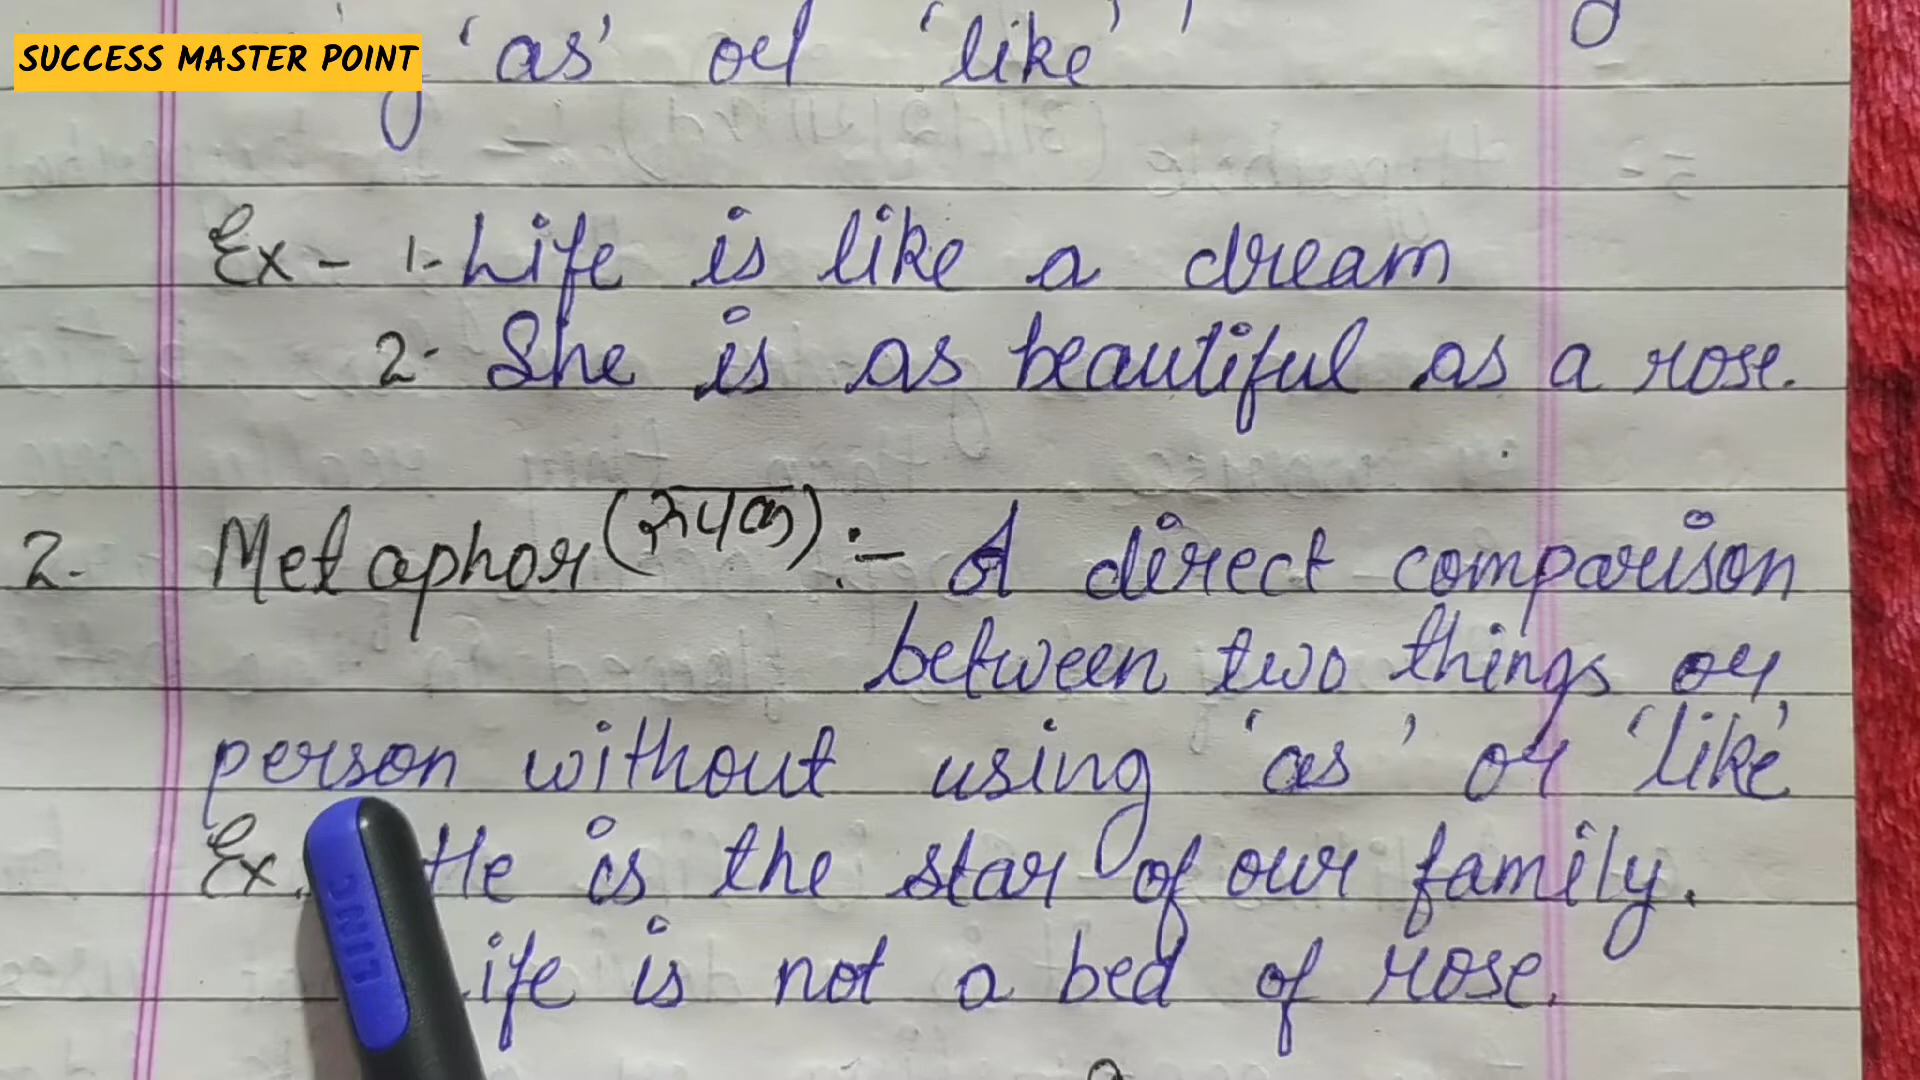 SUCCESS MASTER POINT
'as' or 'like'
Ex - 1- Life is like a dream
2- She is as beautiful as a rose.
2. Metaphor (रूपक) :- A direct comparison
between two things or
person without using 'as' or 'like'
Ex. He is the star of our family.
ife is not a bed of rose.